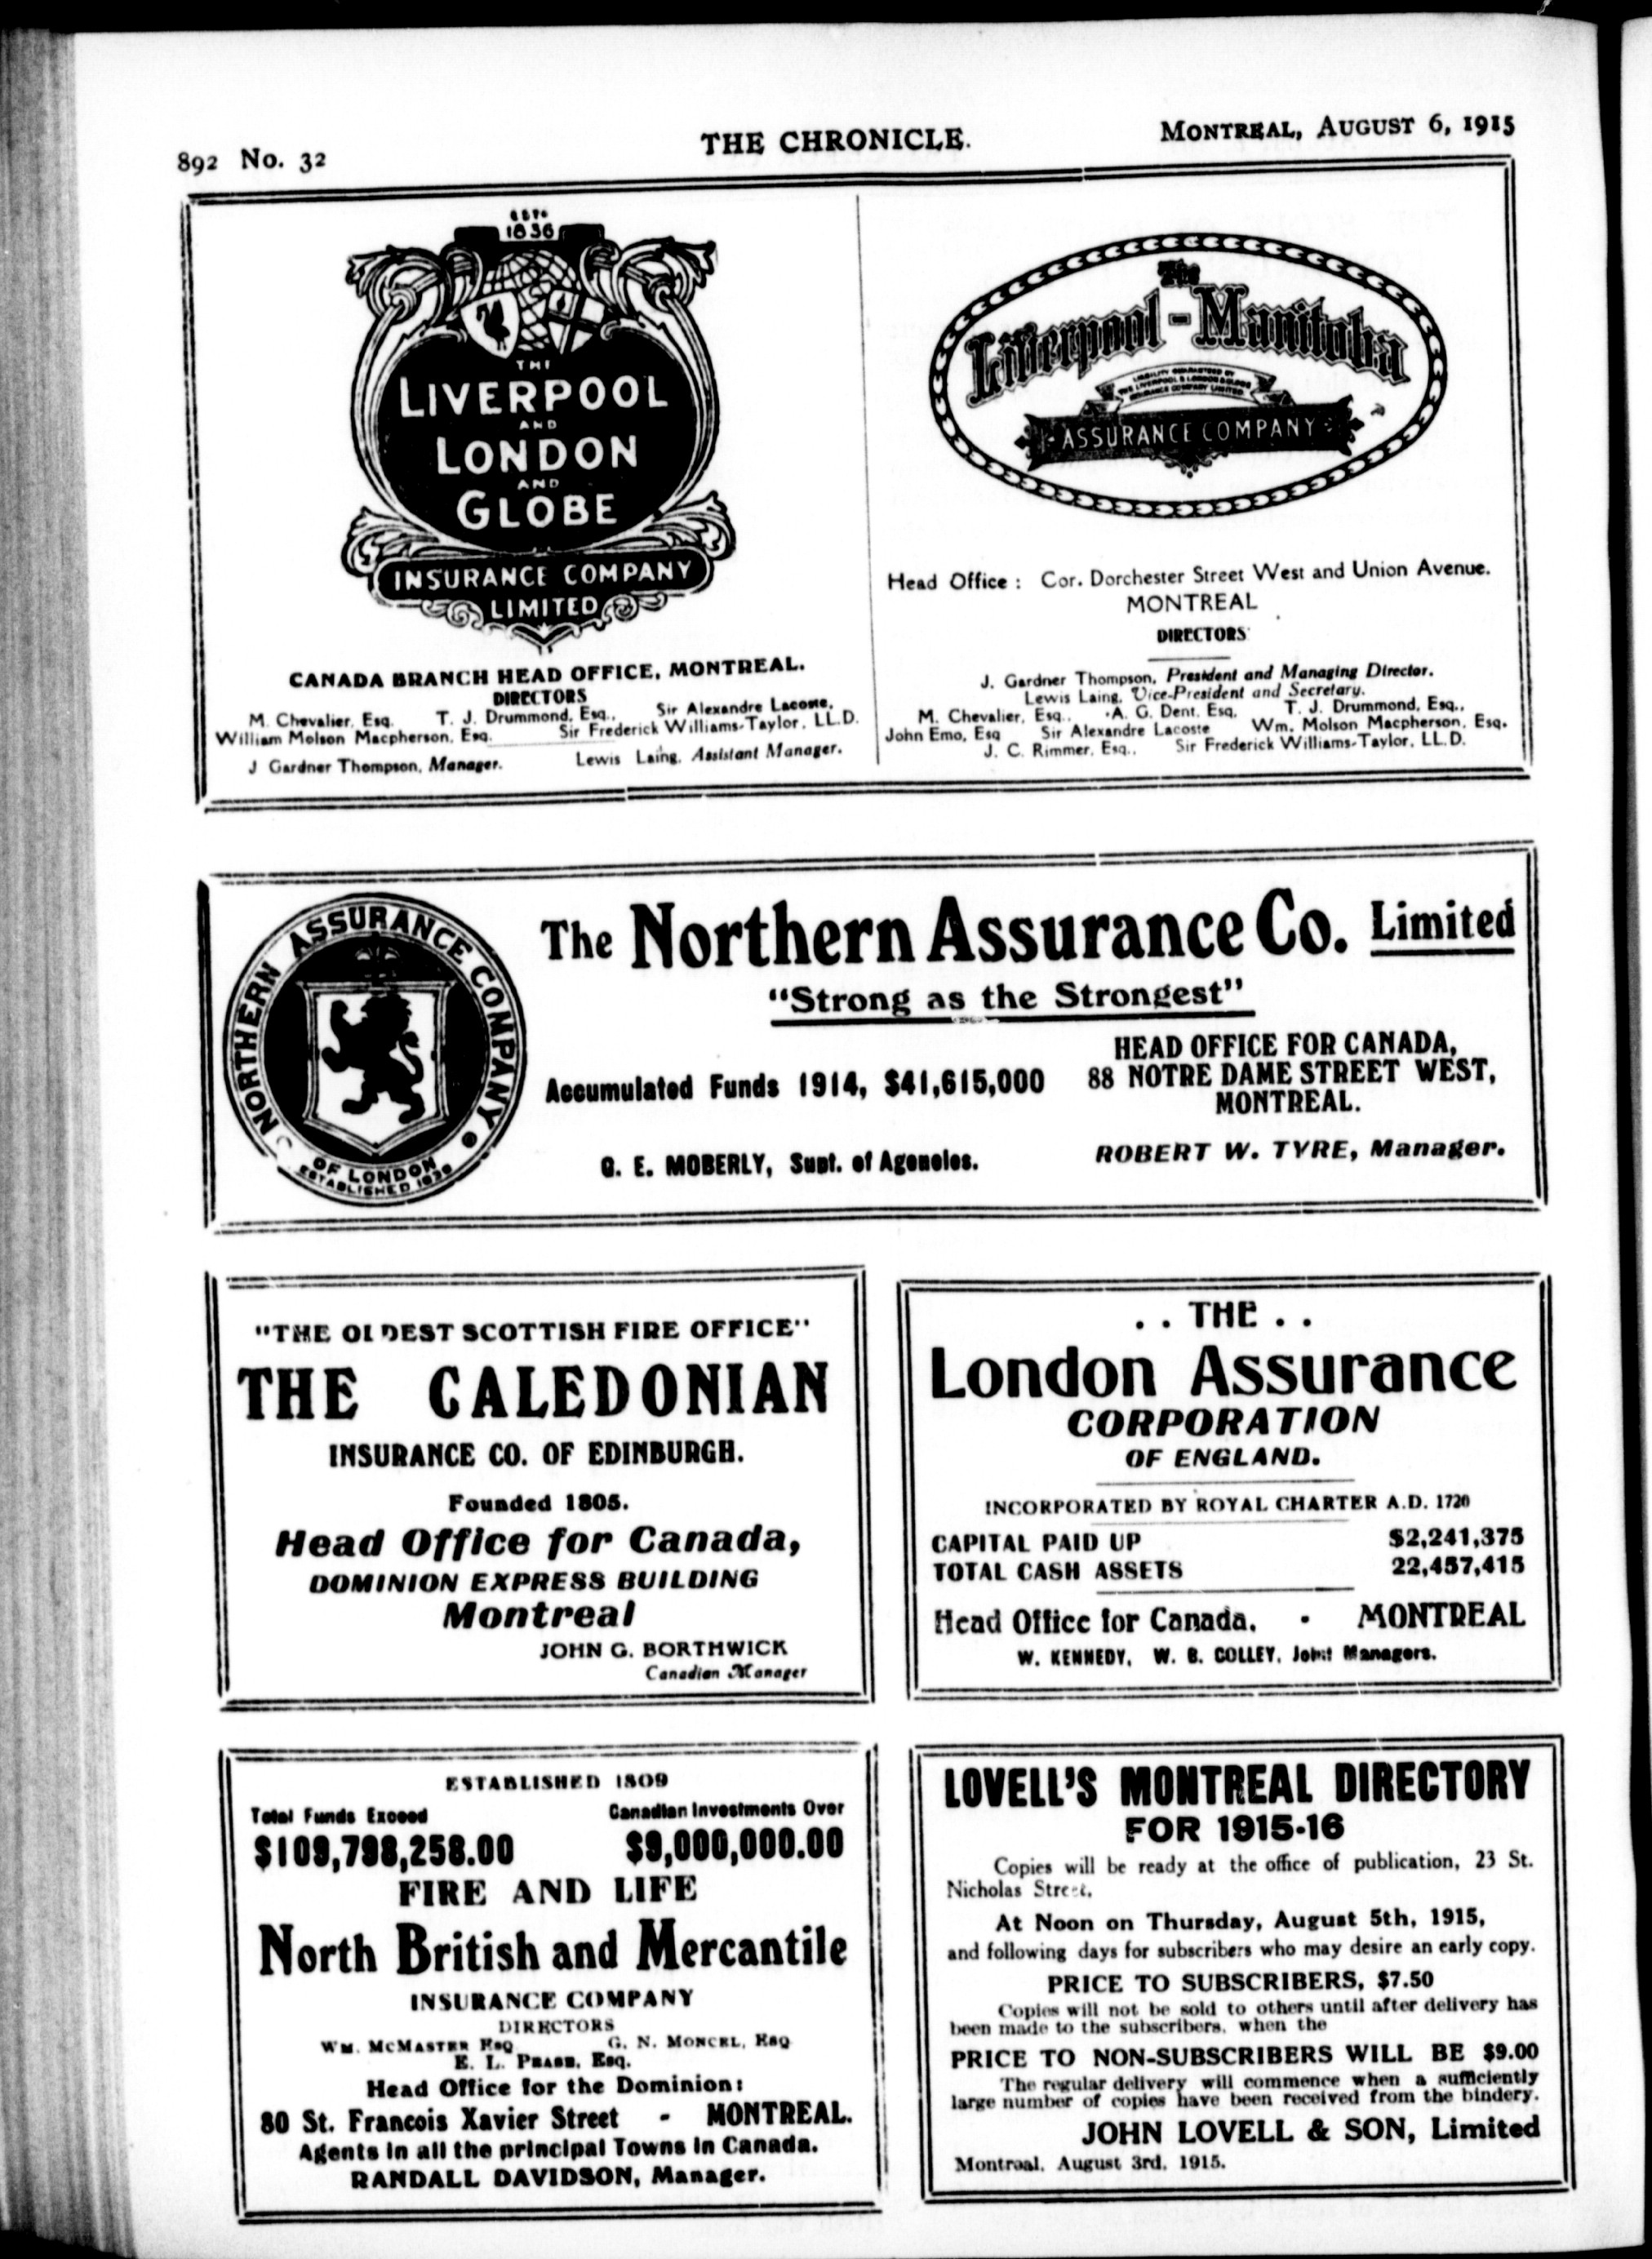 892 No. 32
THE CHRONICLE.
MONTREAL, AUGUST 6, 1915
ESTD
1836
THE
LIVERPOOL
AND
LONDON
AND
GLOBE
INSURANCE COMPANY
LIMITED
CANADA BRANCH HEAD OFFICE, MONTREAL.
DIRECTORS
M. Chevalier, Esq. T. J. Drummond, Esq., Sir Alexandre Lacoste,
William Molson Macpherson, Esq. Sir Frederick Williams-Taylor, LL.D.
J Gardner Thompson, Manager. Lewis Laing, Assistant Manager.
The
Liverpool-Manitoba
LIABILITY GUARANTEED BY
THE LIVERPOOL & LONDON & GLOBE
INSURANCE COMPANY LIMITED
ASSURANCE COMPANY
Head Office : Cor. Dorchester Street West and Union Avenue.
MONTREAL
DIRECTORS
J. Gardner Thompson, President and Managing Director.
Lewis Laing, Vice-President and Secretary.
M. Chevalier, Esq., A. G. Dent, Esq, T. J. Drummond, Esq.,
John Emo, Esq Sir Alexandre Lacoste Wm. Molson Macpherson, Esq.
J. C. Rimmer, Esq., Sir Frederick Williams-Taylor, LL.D.
NORTHERN ASSURANCE COMPANY
OF LONDON
ESTABLISHED 1836
The Northern Assurance Co. Limited
"Strong as the Strongest"
Accumulated Funds 1914, $41,615,000
HEAD OFFICE FOR CANADA,
88 NOTRE DAME STREET WEST,
MONTREAL.
G. E. MOBERLY, Supt. of Agencies.
ROBERT W. TYRE, Manager.
"THE OLDEST SCOTTISH FIRE OFFICE"
THE CALEDONIAN
INSURANCE CO. OF EDINBURGH.
Founded 1805.
Head Office for Canada,
DOMINION EXPRESS BUILDING
Montreal
JOHN G. BORTHWICK
Canadian Manager
. . THE . .
London Assurance
CORPORATION
OF ENGLAND.
INCORPORATED BY ROYAL CHARTER A.D. 1720
CAPITAL PAID UP $2,241,375
TOTAL CASH ASSETS 22,457,415
Head Office for Canada, - MONTREAL
W. KENNEDY, W. B. COLLEY, Joint Managers.
ESTABLISHED 1809
Total Funds Exceed Canadian Investments Over
$109,798,258.00 $9,000,000.00
FIRE AND LIFE
North British and Mercantile
INSURANCE COMPANY
DIRECTORS
WM. MCMASTER ESQ G. N. MONCEL, ESQ
E. L. PEASE, ESQ.
Head Office for the Dominion:
80 St. Francois Xavier Street - MONTREAL.
Agents in all the principal Towns in Canada.
RANDALL DAVIDSON, Manager.
LOVELL'S MONTREAL DIRECTORY
FOR 1915-16
Copies will be ready at the office of publication, 23 St.
Nicholas Street,
At Noon on Thursday, August 5th, 1915,
and following days for subscribers who may desire an early copy.
PRICE TO SUBSCRIBERS, $7.50
Copies will not be sold to others until after delivery has
been made to the subscribers, when the
PRICE TO NON-SUBSCRIBERS WILL BE $9.00
The regular delivery will commence when a sufficiently
large number of copies have been received from the bindery.
JOHN LOVELL & SON, Limited
Montreal, August 3rd, 1915.